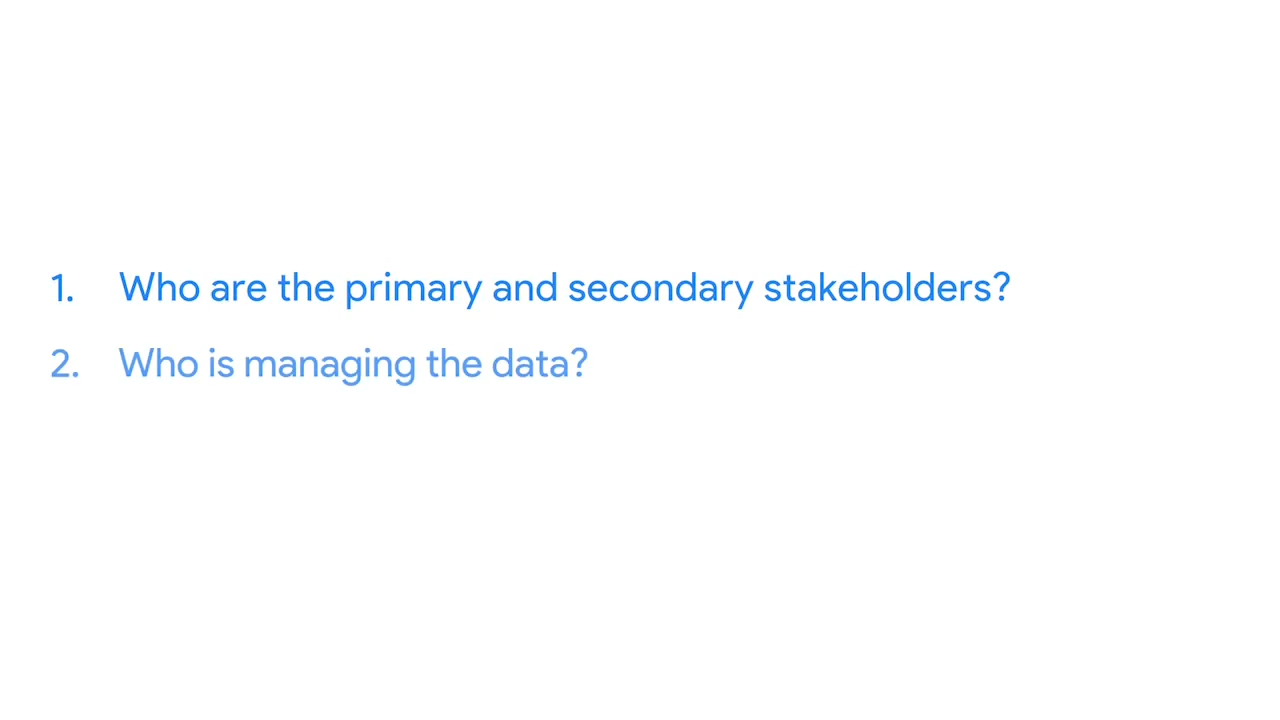 1. Who are the primary and secondary stakeholders?
2. Who is managing the data?